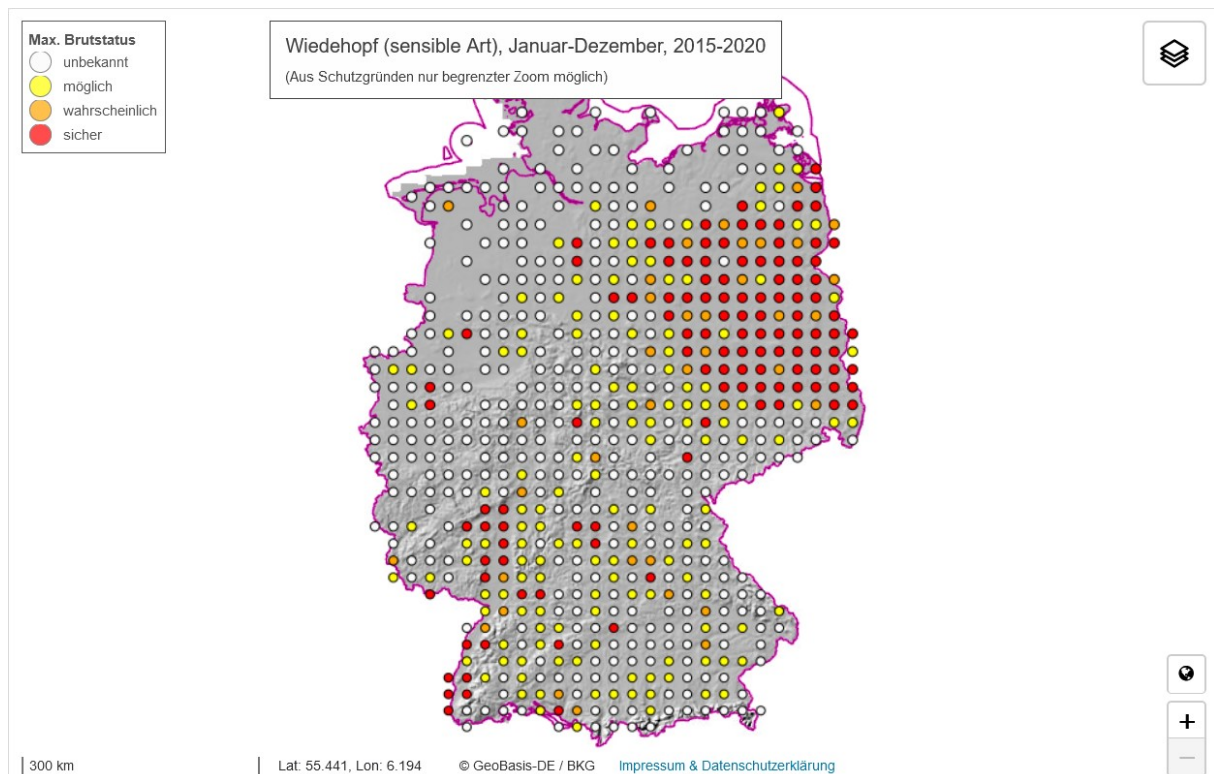 Max. Brutstatus
unbekannt
möglich
wahrscheinlich
sicher
Wiedehopf (sensible Art), Januar-Dezember, 2015-2020
(Aus Schutzgründen nur begrenzter Zoom möglich)
+
−
300 km
Lat: 55.441, Lon: 6.194
© GeoBasis-DE / BKG
Impressum & Datenschutzerklärung